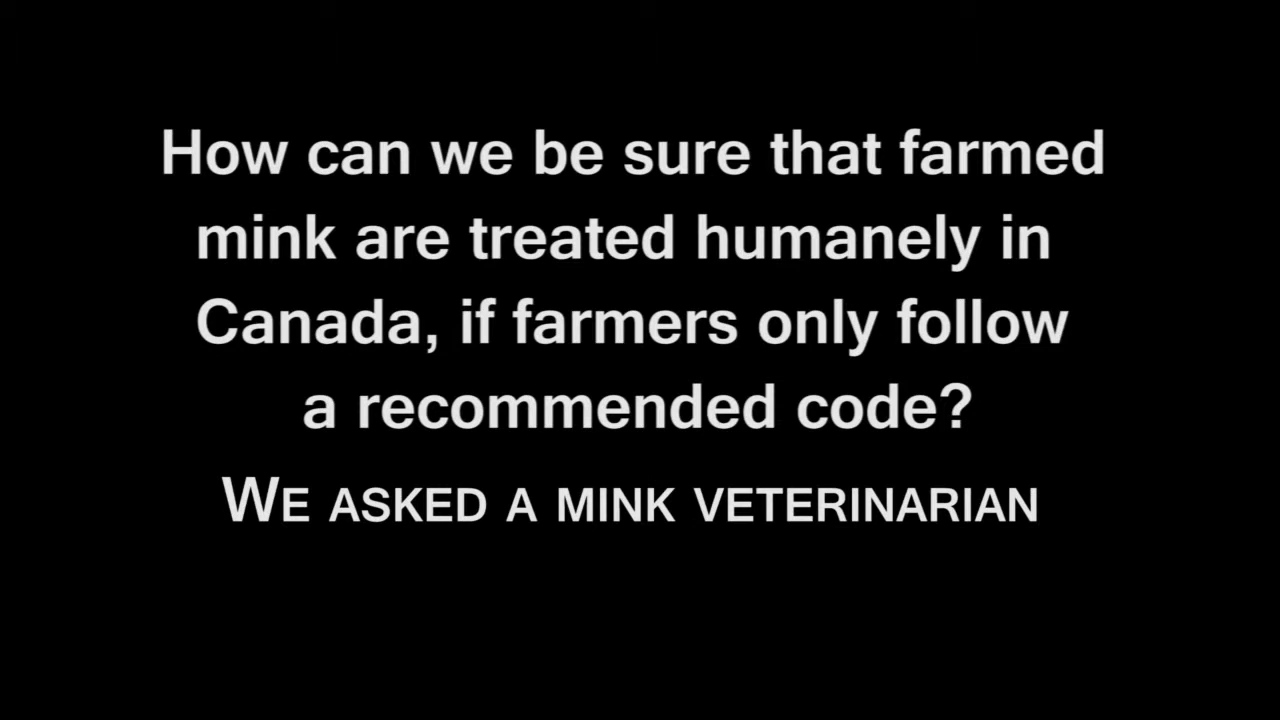 How can we be sure that farmed
mink are treated humanely in
Canada, if farmers only follow
a recommended code?
WE ASKED A MINK VETERINARIAN